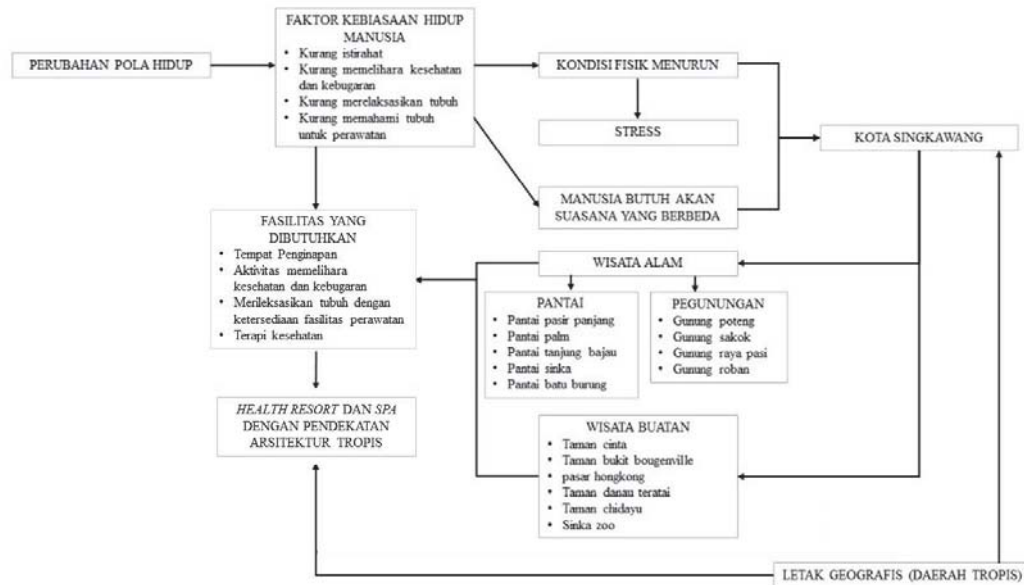 PERUBAHAN POLA HIDUP
FAKTOR KEBIASAAN HIDUP
MANUSIA
• Kurang istirahat
• Kurang memelihara kesehatan
dan kebugaran
• Kurang merelaksasikan tubuh
• Kurang memahami tubuh
untuk perawatan
KONDISI FISIK MENURUN
STRESS
MANUSIA BUTUH AKAN
SUASANA YANG BERBEDA
KOTA SINGKAWANG
FASILITAS YANG
DIBUTUHKAN
• Tempat Penginapan
• Aktivitas memelihara
kesehatan dan kebugaran
• Merileksasikan tubuh dengan
ketersediaan fasilitas perawatan
• Terapi kesehatan
WISATA ALAM
PANTAI
• Pantai pasir panjang
• Pantai palm
• Pantai tanjung bajau
• Pantai sinka
• Pantai batu burung
PEGUNUNGAN
• Gunung poteng
• Gunung sakok
• Gunung raya pasi
• Gunung roban
HEALTH RESORT DAN SPA
DENGAN PENDEKATAN
ARSITEKTUR TROPIS
WISATA BUATAN
• Taman cinta
• Taman bukit bougenville
• pasar hongkong
• Taman danau teratai
• Taman chidayu
• Sinka zoo
LETAK GEOGRAFIS (DAERAH TROPIS)